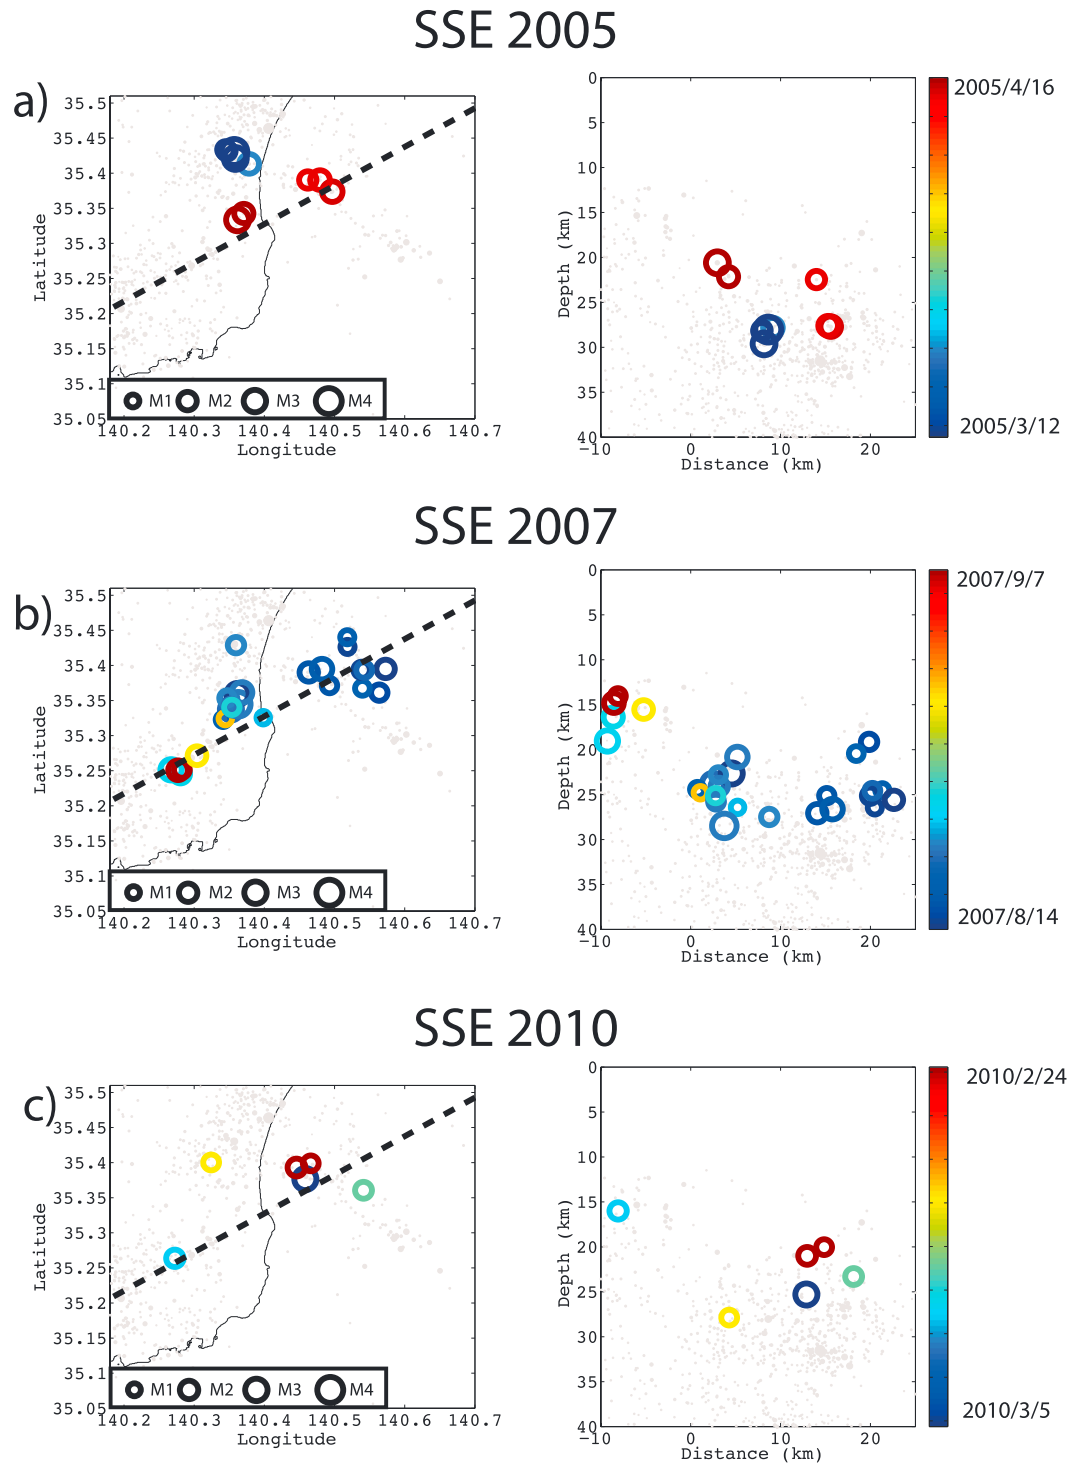 SSE 2005
a)
35.5
35.45
35.4
35.35
35.3
35.25
35.2
35.15
35.1
35.05
Latitude
M1 M2 M3 M4
140.2 140.3 140.4 140.5 140.6 140.7
Longitude
0
5
10
15
20
25
30
35
40
Depth (km)
−10 0 10 20
Distance (km)
2005/4/16
2005/3/12
SSE 2007
b)
35.5
35.45
35.4
35.35
35.3
35.25
35.2
35.15
35.1
35.05
Latitude
M1 M2 M3 M4
140.2 140.3 140.4 140.5 140.6 140.7
Longitude
0
5
10
15
20
25
30
35
40
Depth (km)
−10 0 10 20
Distance (km)
2007/9/7
2007/8/14
SSE 2010
c)
35.5
35.45
35.4
35.35
35.3
35.25
35.2
35.15
35.1
35.05
Latitude
M1 M2 M3 M4
140.2 140.3 140.4 140.5 140.6 140.7
Longitude
0
5
10
15
20
25
30
35
40
Depth (km)
−10 0 10 20
Distance (km)
2010/2/24
2010/3/5